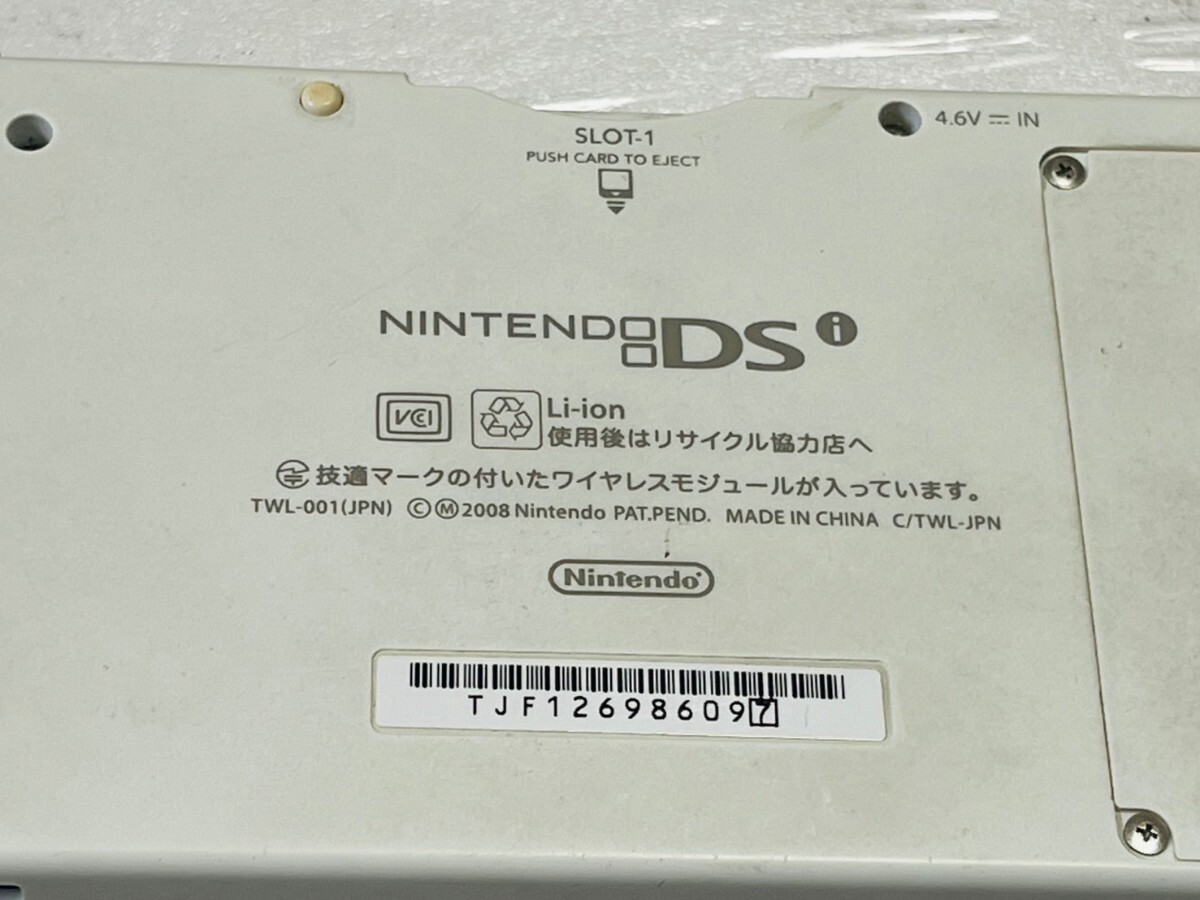 4.6V ⎓ IN
SLOT-1
PUSH CARD TO EJECT
NINTENDO DSi
VCI
Li-ion
使用後はリサイクル協力店へ
技適マークの付いたワイヤレスモジュールが入っています。
TWL-001(JPN) ©Ⓜ2008 Nintendo PAT.PEND. MADE IN CHINA C/TWL-JPN
Nintendo
TJF126986097